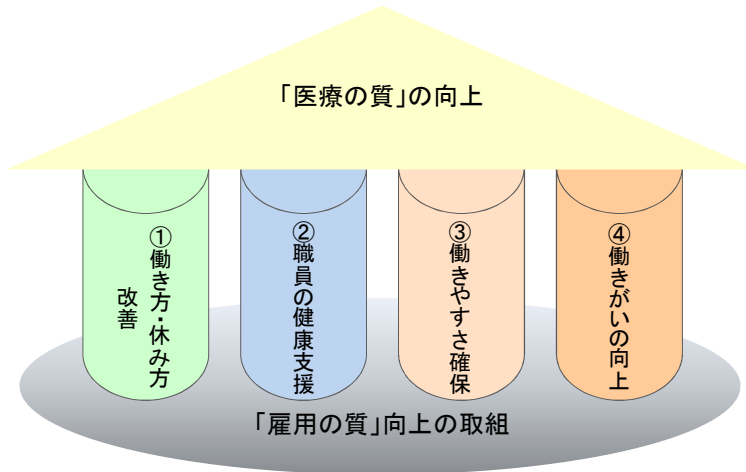 「医療の質」の向上
①働き方・休み方
改善
②職員の健康支援
③働きやすさ確保
④働きがいの向上
「雇用の質」向上の取組